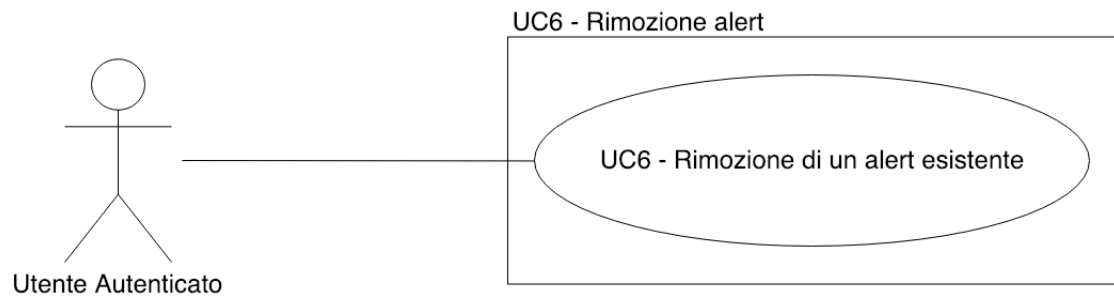 UC6 - Rimozione alert
UC6 - Rimozione di un alert esistente
Utente Autenticato